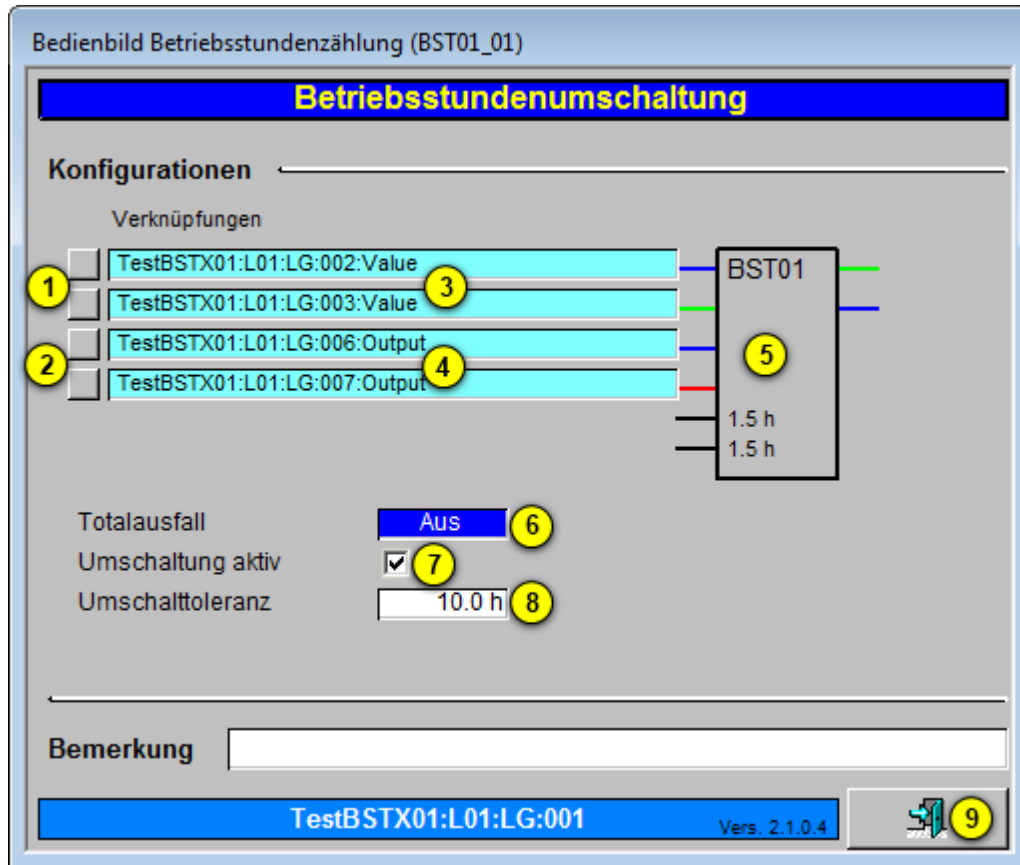 Bedienbild Betriebsstundenzählung (BST01_01)
Betriebsstundenumschaltung
Konfigurationen
Verknüpfungen
1
TestBSTX01:L01:LG:002:Value
3
TestBSTX01:L01:LG:003:Value
2
TestBSTX01:L01:LG:006:Output
4
TestBSTX01:L01:LG:007:Output
BST01
5
1.5 h
1.5 h
Totalausfall Aus 6
Umschaltung aktiv 7
Umschalttoleranz 10.0 h 8
Bemerkung
TestBSTX01:L01:LG:001 Vers. 2.1.0.4 9